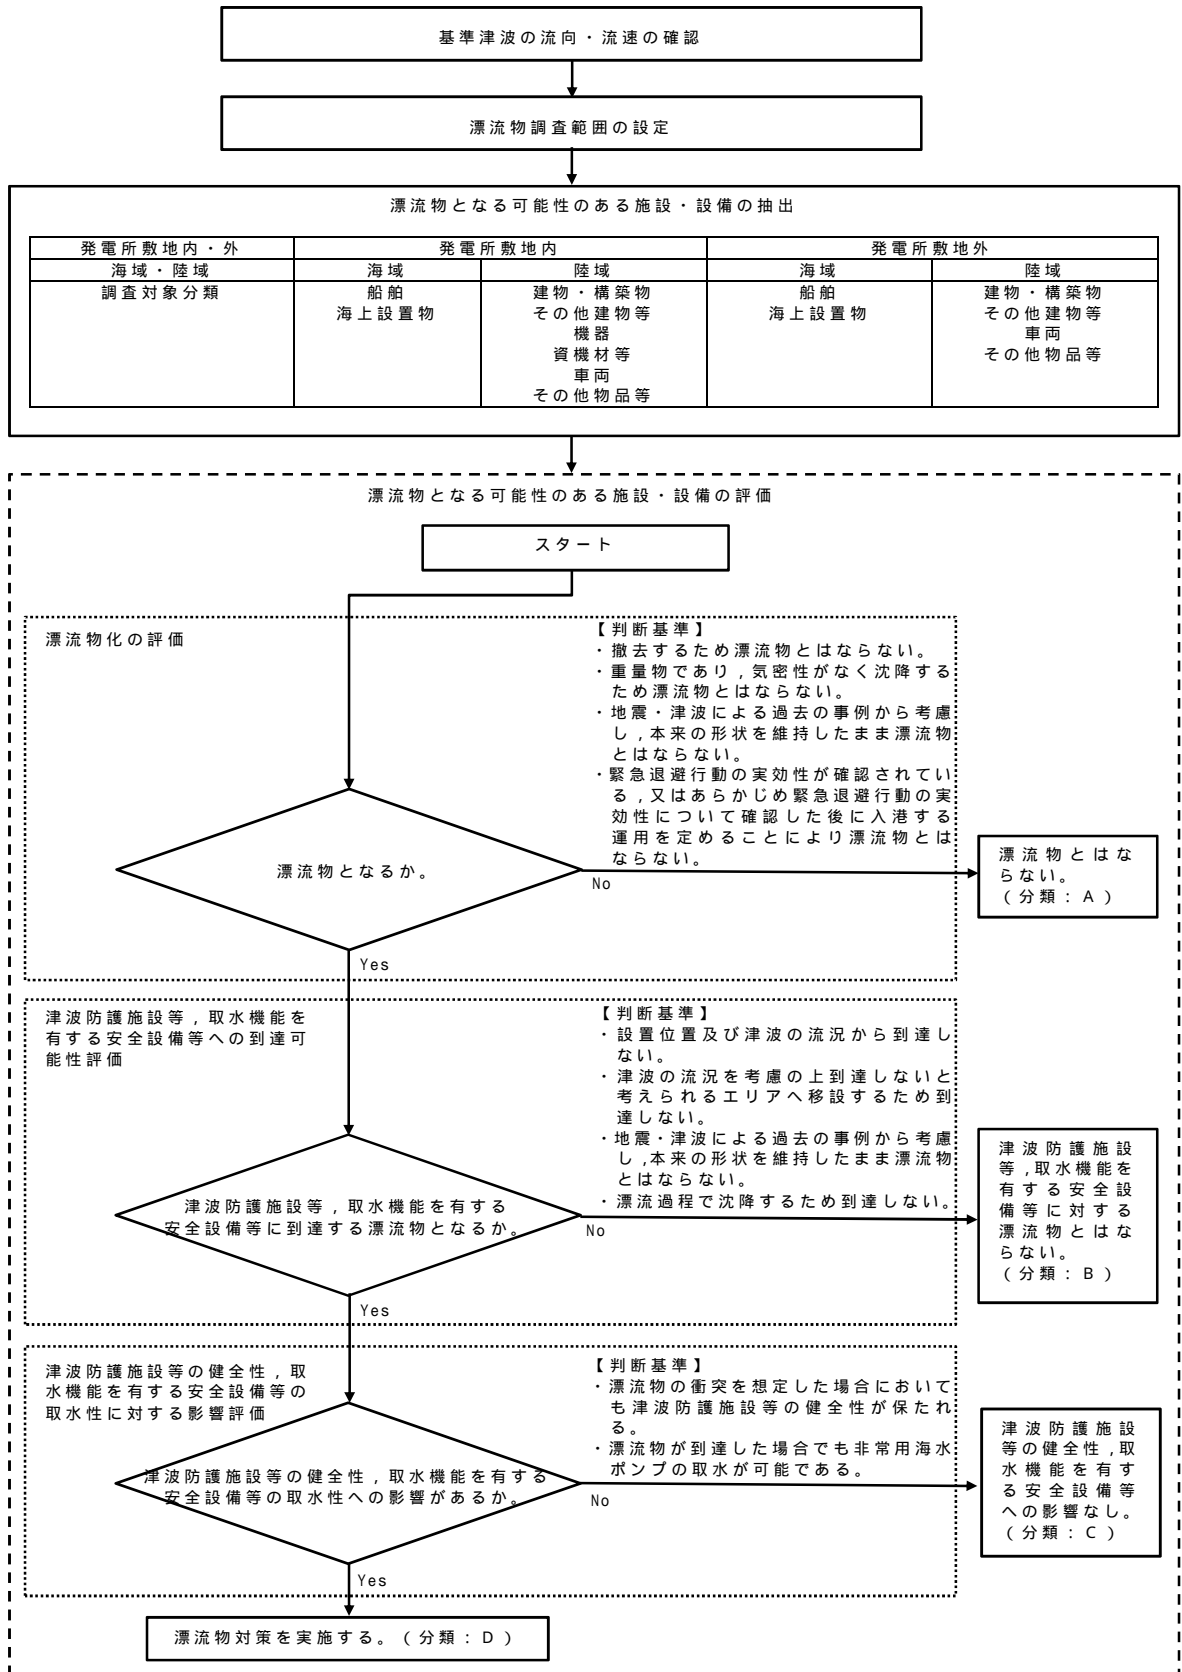 基準津波の流向・流速の確認
漂流物調査範囲の設定
漂流物となる可能性のある施設・設備の抽出
発電所敷地内・外 発電所敷地内 発電所敷地外
海域・陸域 海域 陸域 海域 陸域
調査対象分類 船舶 建物・構築物 船舶 建物・構築物
海上設置物 その他建物等 海上設置物 その他建物等
機器 車両
資機材等 その他物品等
車両
その他物品等
漂流物となる可能性のある施設・設備の評価
スタート
漂流物化の評価
【判断基準】
・撤去するため漂流物とはならない。
・重量物であり,気密性がなく沈降する
ため漂流物とはならない。
・地震・津波による過去の事例から考慮
し,本来の形状を維持したまま漂流物
とはならない。
・緊急退避行動の実効性が確認されてい
る,又はあらかじめ緊急退避行動の実
効性について確認した後に入港する
運用を定めることにより漂流物とは
ならない。
漂流物となるか。
No
漂流物とはな
らない。
(分類:A)
Yes
津波防護施設等,取水機能を
有する安全設備等への到達可
能性評価
【判断基準】
・設置位置及び津波の流況から到達し
ない。
・津波の流況を考慮の上到達しないと
考えられるエリアへ移設するため到
達しない。
・地震・津波による過去の事例から考慮
し,本来の形状を維持したまま漂流物
とはならない。
・漂流過程で沈降するため到達しない。
津波防護施設等,取水機能を有する
安全設備等に到達する漂流物となるか。
No
津波防護施設
等,取水機能を
有する安全設
備等に対する
漂流物とはな
らない。
(分類:B)
Yes
津波防護施設等の健全性,取
水機能を有する安全設備等の
取水性に対する影響評価
【判断基準】
・漂流物の衝突を想定した場合において
も津波防護施設等の健全性が保たれ
る。
・漂流物が到達した場合でも非常用海水
ポンプの取水が可能である。
津波防護施設等の健全性,取水機能を有する
安全設備等の取水性への影響があるか。
No
津波防護施設
等の健全性,取
水機能を有す
る安全設備等
への影響なし。
(分類:C)
Yes
漂流物対策を実施する。(分類:D)